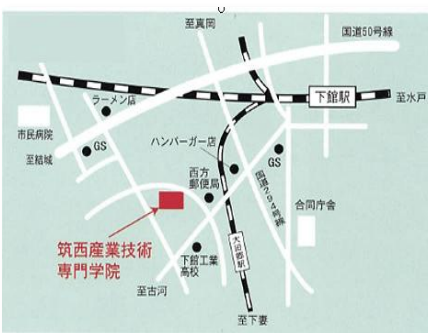 至真岡
国道50号線
下館駅
至水戸
ラーメン店
市民病院
GS
至結城
ハンバーガー店
西方
郵便局
GS
国道294号線
合同庁舎
筑西産業技術
専門学院
下館工業
高校
大田郷駅
至古河
至下妻